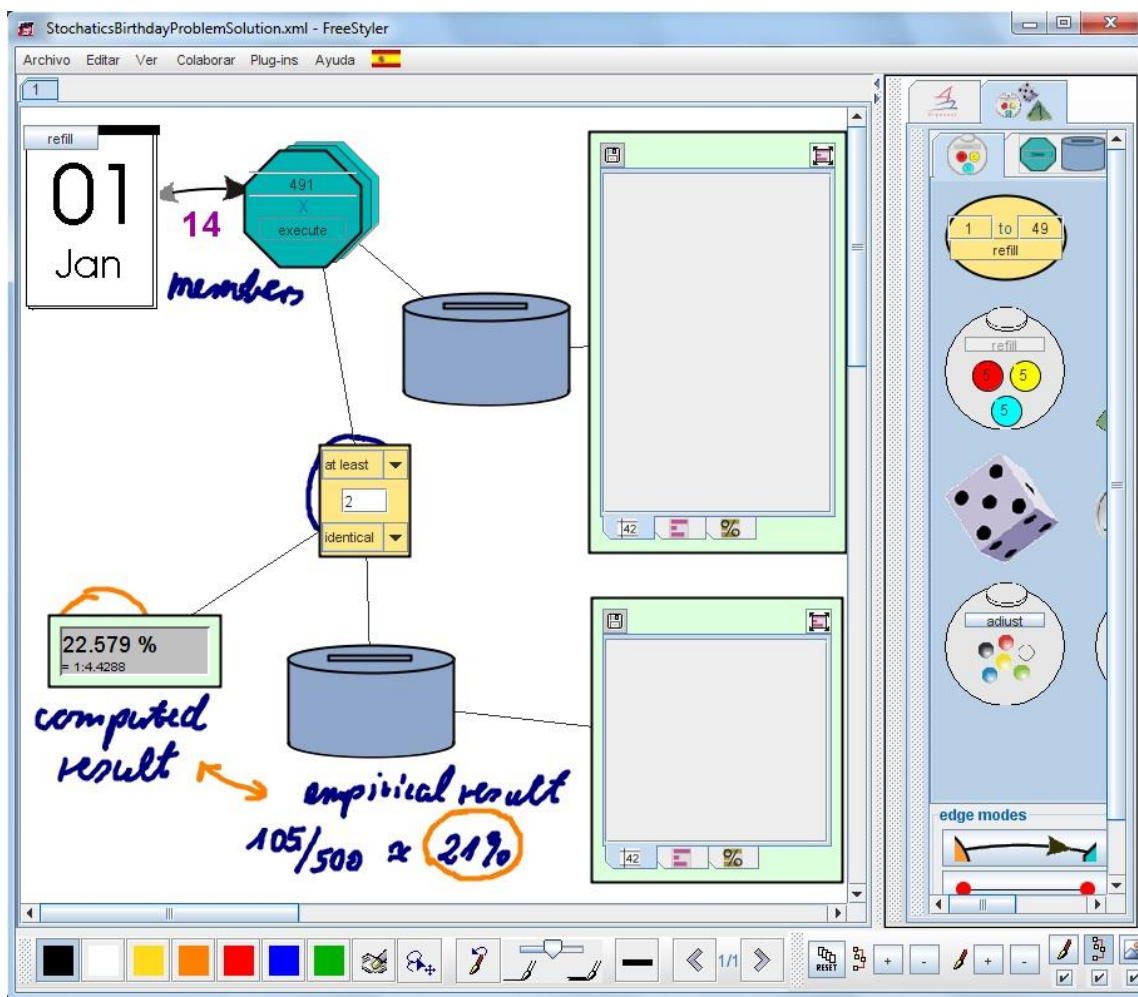 StochaticsBirthdayProblemSolution.xml - FreeStyler
Archivo Editar Ver Colaborar Plug-ins Ayuda
1
refill
01
Jan
14
members
491
X
execute
at least
2
identical
22.579 %
= 1:4.4288
computed
result
empirical result
105/500 ≈ 21%
42
%
42
%
1 to 49
refill
refill
5 5
5
adjust
edge modes
1/1
RESET
+ - + -